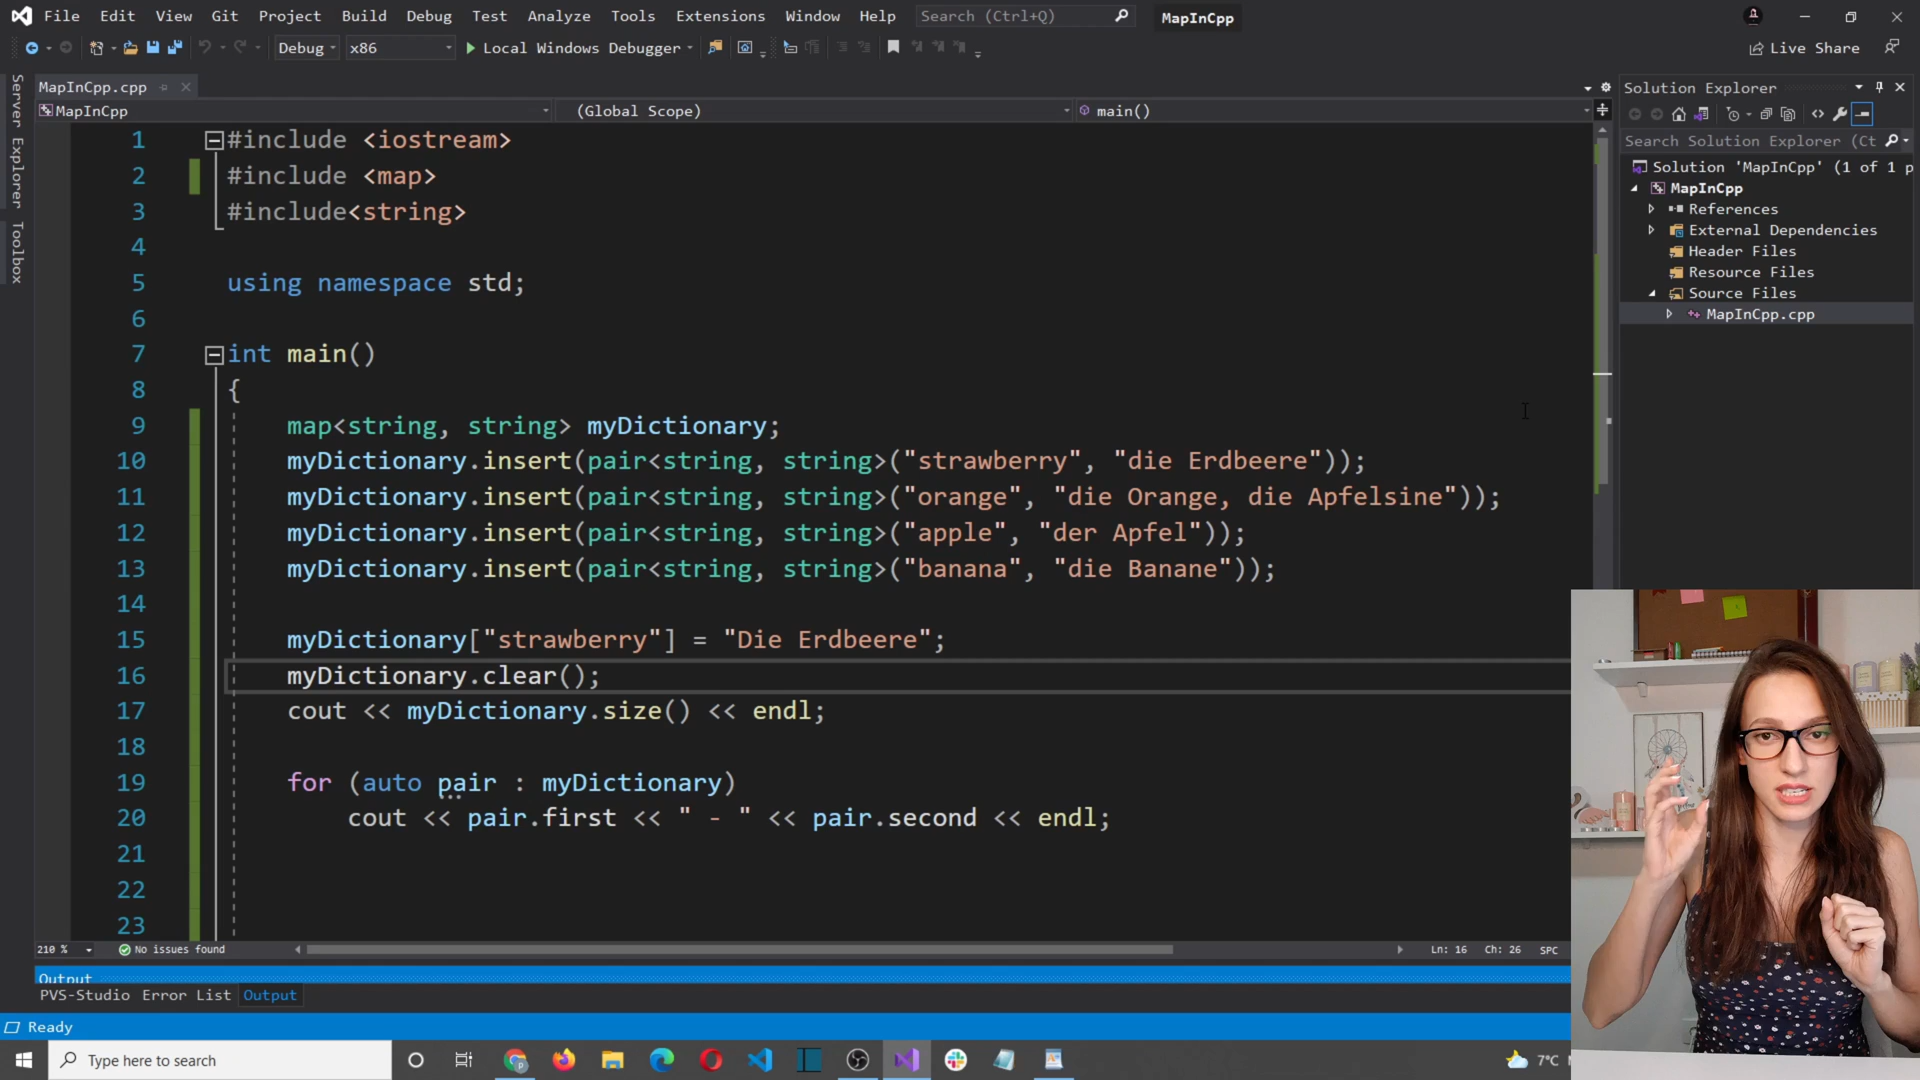 File Edit View Git Project Build Debug Test Analyze Tools Extensions Window Help Search (Ctrl+Q) MapInCpp
Debug x86 Local Windows Debugger Live Share
Server Explorer
Toolbox
MapInCpp.cpp
MapInCpp (Global Scope) main()
1 #include <iostream>
2 #include <map>
3 #include<string>
4
5 using namespace std;
6
7 int main()
8 {
9 map<string, string> myDictionary;
10 myDictionary.insert(pair<string, string>("strawberry", "die Erdbeere"));
11 myDictionary.insert(pair<string, string>("orange", "die Orange, die Apfelsine"));
12 myDictionary.insert(pair<string, string>("apple", "der Apfel"));
13 myDictionary.insert(pair<string, string>("banana", "die Banane"));
14
15 myDictionary["strawberry"] = "Die Erdbeere";
16 myDictionary.clear();
17 cout << myDictionary.size() << endl;
18
19 for (auto pair : myDictionary)
20 cout << pair.first << " - " << pair.second << endl;
21
22
23
210 % No issues found Ln: 16 Ch: 26 SPC
Output
PVS-Studio Error List Output
Ready
Type here to search
7°C
Solution Explorer
Search Solution Explorer (Ct
Solution 'MapInCpp' (1 of 1 p
MapInCpp
References
External Dependencies
Header Files
Resource Files
Source Files
MapInCpp.cpp